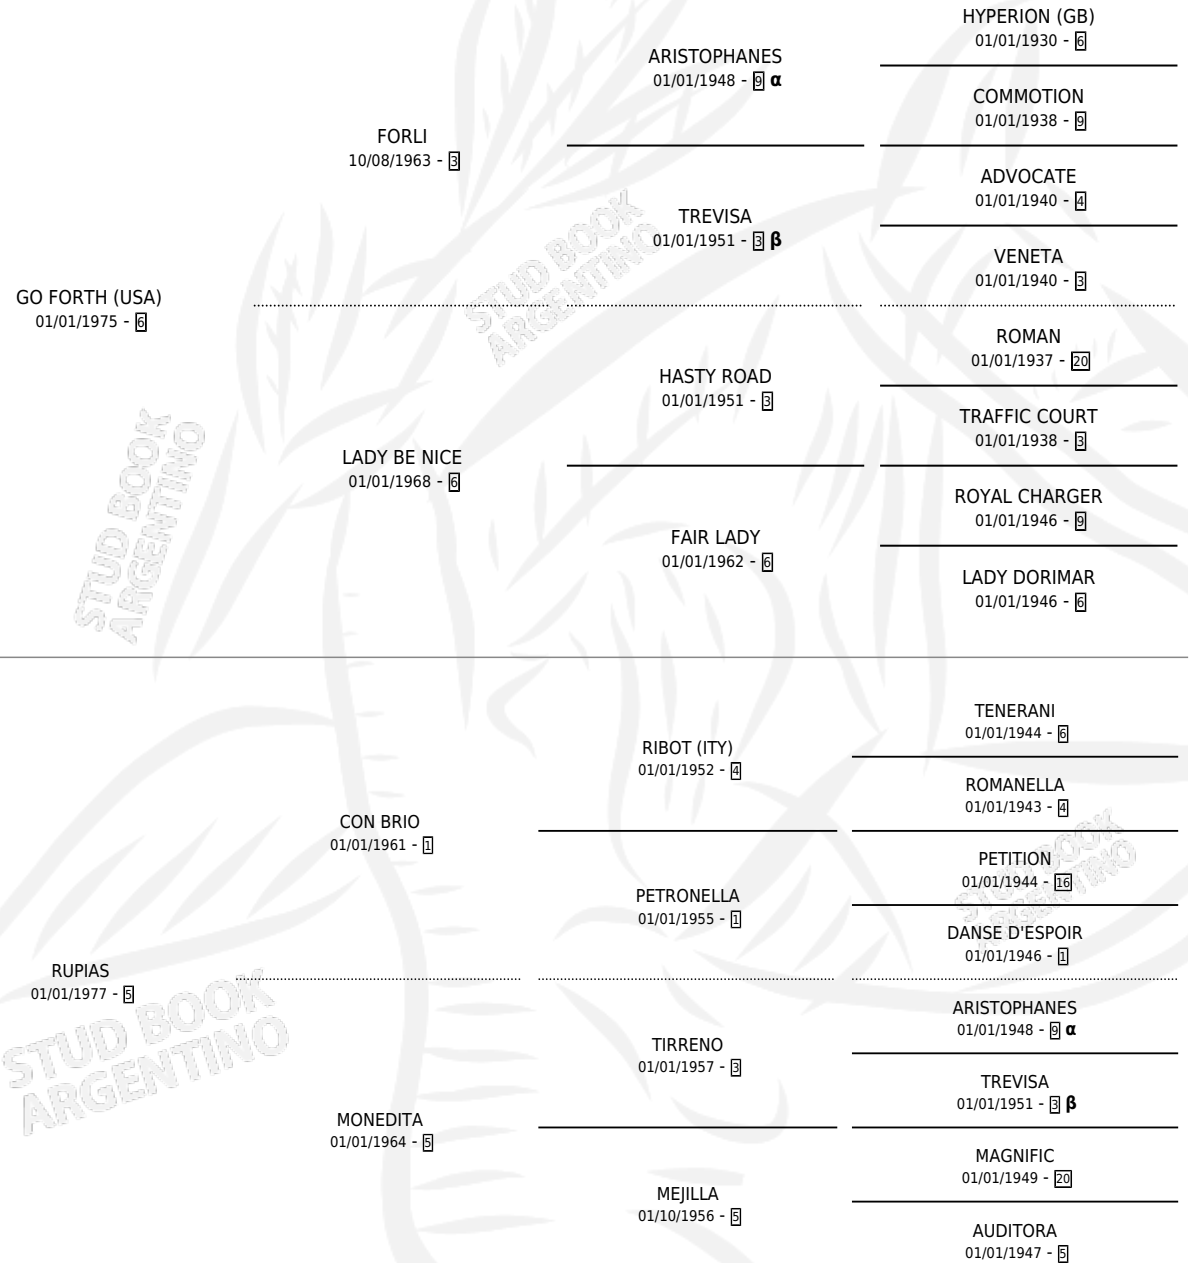 HYPERION (GB)
01/01/1930 - 6
ARISTOPHANES
01/01/1948 - 9 α
COMMOTION
01/01/1938 - 9
FORLI
10/08/1963 - 3
ADVOCATE
01/01/1940 - 4
TREVISA
01/01/1951 - 3 β
VENETA
01/01/1940 - 3
GO FORTH (USA)
01/01/1975 - 6
STUD BOOK
ARGENTINO
ROMAN
01/01/1937 - 20
HASTY ROAD
01/01/1951 - 3
TRAFFIC COURT
01/01/1938 - 3
LADY BE NICE
01/01/1968 - 6
ROYAL CHARGER
01/01/1946 - 9
FAIR LADY
01/01/1962 - 6
LADY DORIMAR
01/01/1946 - 6
STUD BOOK
ARGENTINO
TENERANI
01/01/1944 - 6
RIBOT (ITY)
01/01/1952 - 4
ROMANELLA
01/01/1943 - 4
CON BRIO
01/01/1961 - 1
PETITION
01/01/1944 - 16
PETRONELLA
01/01/1955 - 1
DANSE D'ESPOIR
01/01/1946 - 1
STUD BOOK
ARGENTINO
RUPIAS
01/01/1977 - 5
STUD BOOK
ARGENTINO
ARISTOPHANES
01/01/1948 - 9 α
TIRRENO
01/01/1957 - 3
TREVISA
01/01/1951 - 3 β
MONEDITA
01/01/1964 - 5
MAGNIFIC
01/01/1949 - 20
MEJILLA
01/10/1956 - 5
AUDITORA
01/01/1947 - 5